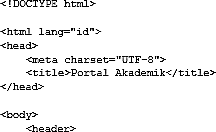 <!DOCTYPE html>
<html lang="id">
<head>
    <meta charset="UTF-8">
    <title>Portal Akademik</title>
</head>
<body>
    <header>